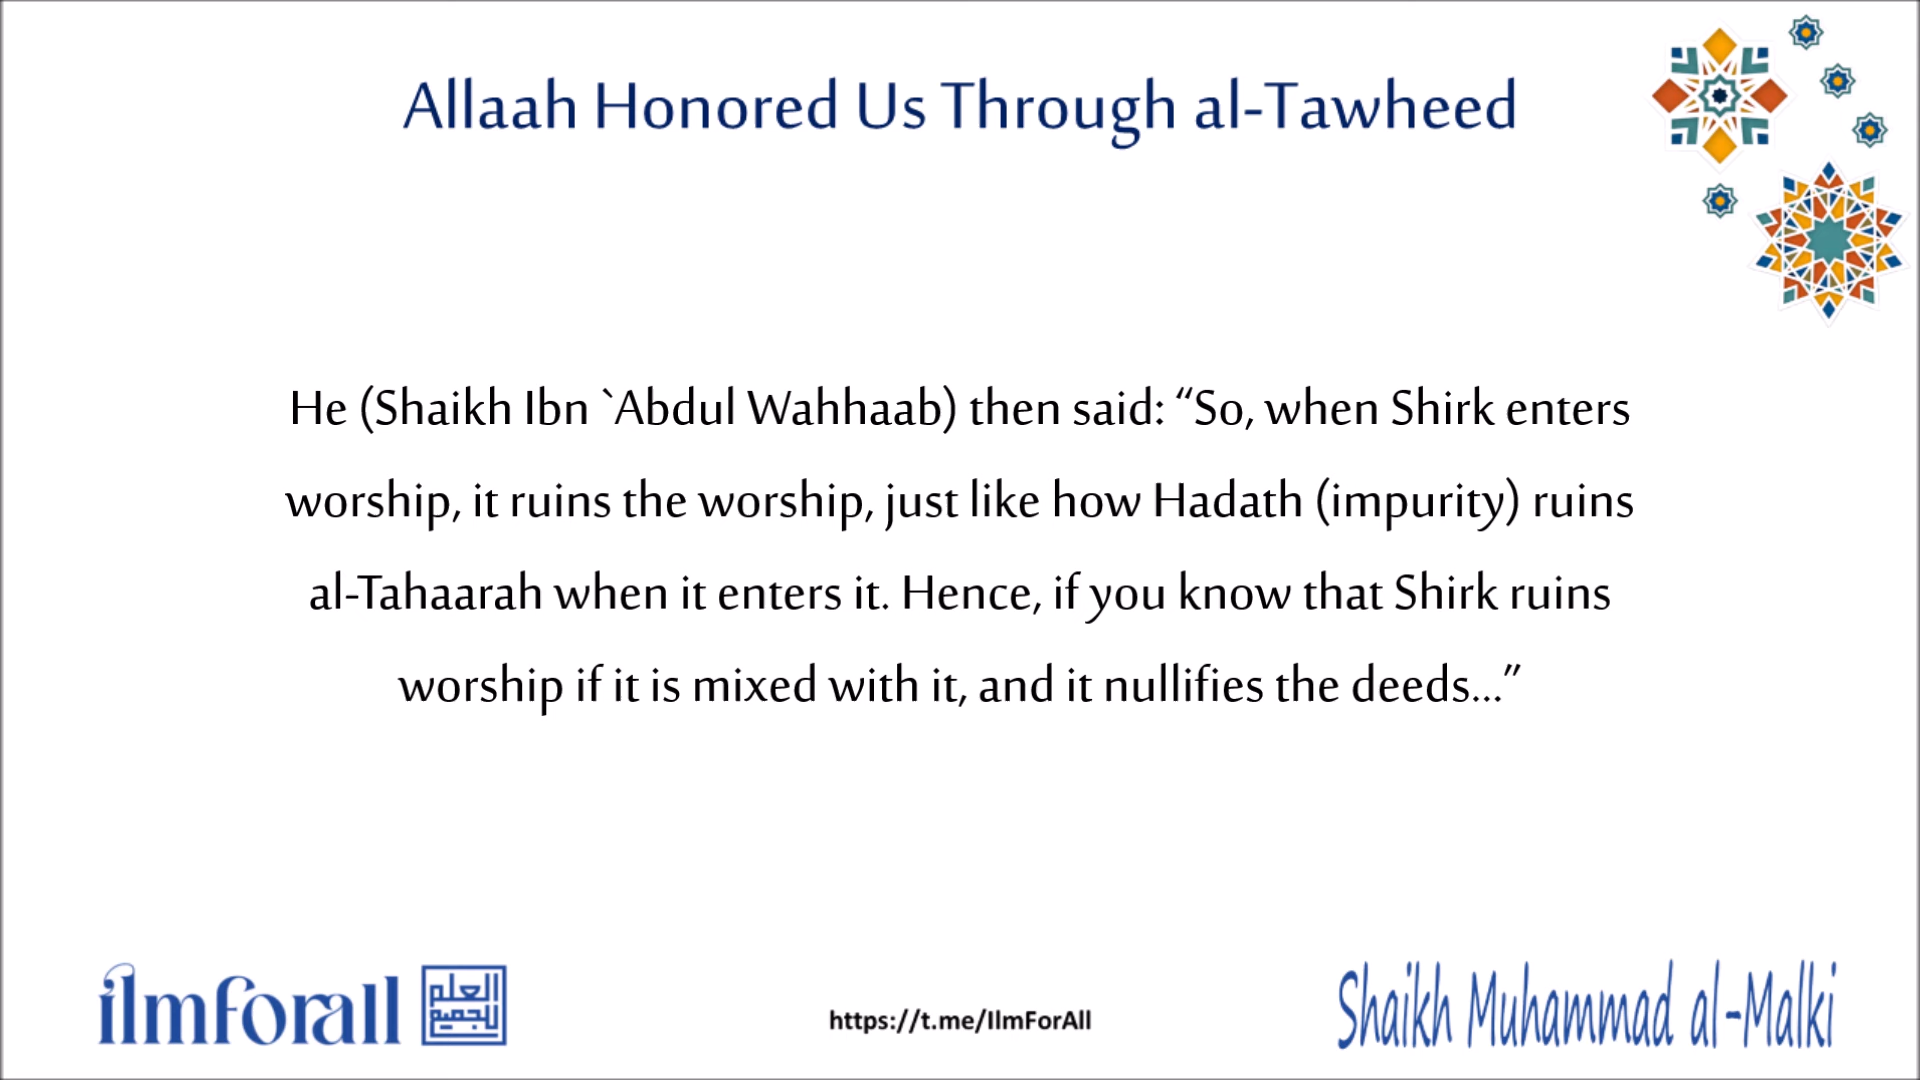 Allaah Honored Us Through al-Tawheed
He (Shaikh Ibn `Abdul Wahhaab) then said: “So, when Shirk enters
worship, it ruins the worship, just like how Hadath (impurity) ruins
al-Tahaarah when it enters it. Hence, if you know that Shirk ruins
worship if it is mixed with it, and it nullifies the deeds...”
ilmforall
العلم
للجميع
https://t.me/IlmForAll
Shaikh Muhammad al-Malki